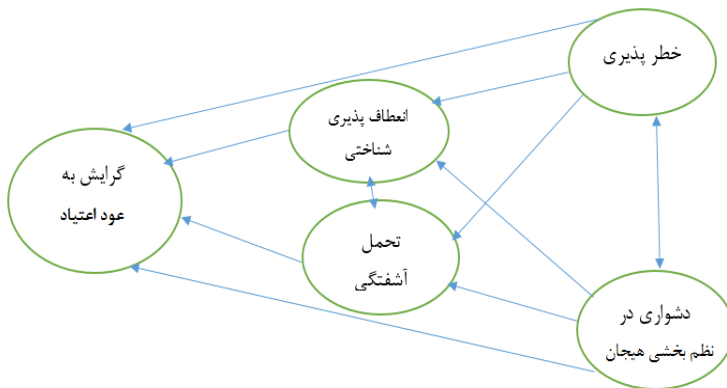 خطر پذیری
انعطاف پذیری
شناختی
گرایش به
عود اعتیاد
تحمل
آشفتگی
دشواری در
نظم بخشی هیجان